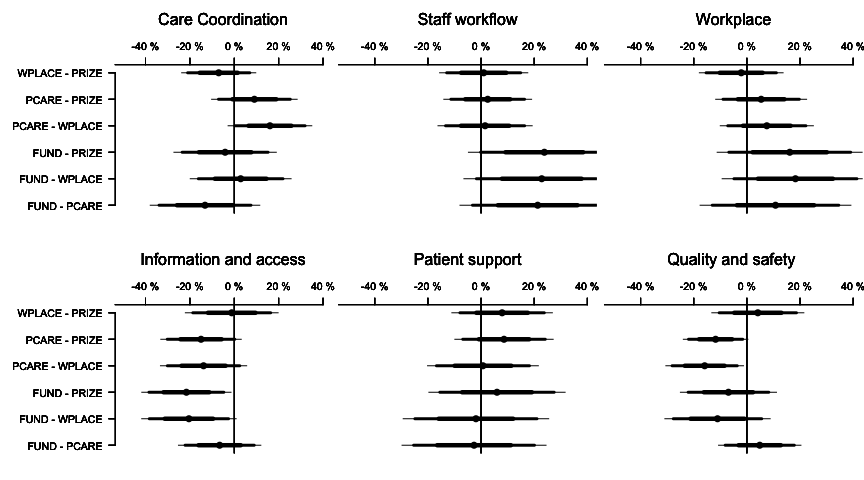 Care Coordination Staff workflow Workplace
-40 % 0 % 20 % 40 % -40 % -20 % 0 % 20 % 40 % -40 % -20 % 0 % 20 % 40 %
WPLACE - PRIZE
PCARE - PRIZE
PCARE - WPLACE
FUND - PRIZE
FUND - WPLACE
FUND - PCARE
Information and access Patient support Quality and safety
-40 % 0 % 20 % 40 % -40 % -20 % 0 % 20 % 40 % -40 % -20 % 0 % 20 % 40 %
WPLACE - PRIZE
PCARE - PRIZE
PCARE - WPLACE
FUND - PRIZE
FUND - WPLACE
FUND - PCARE